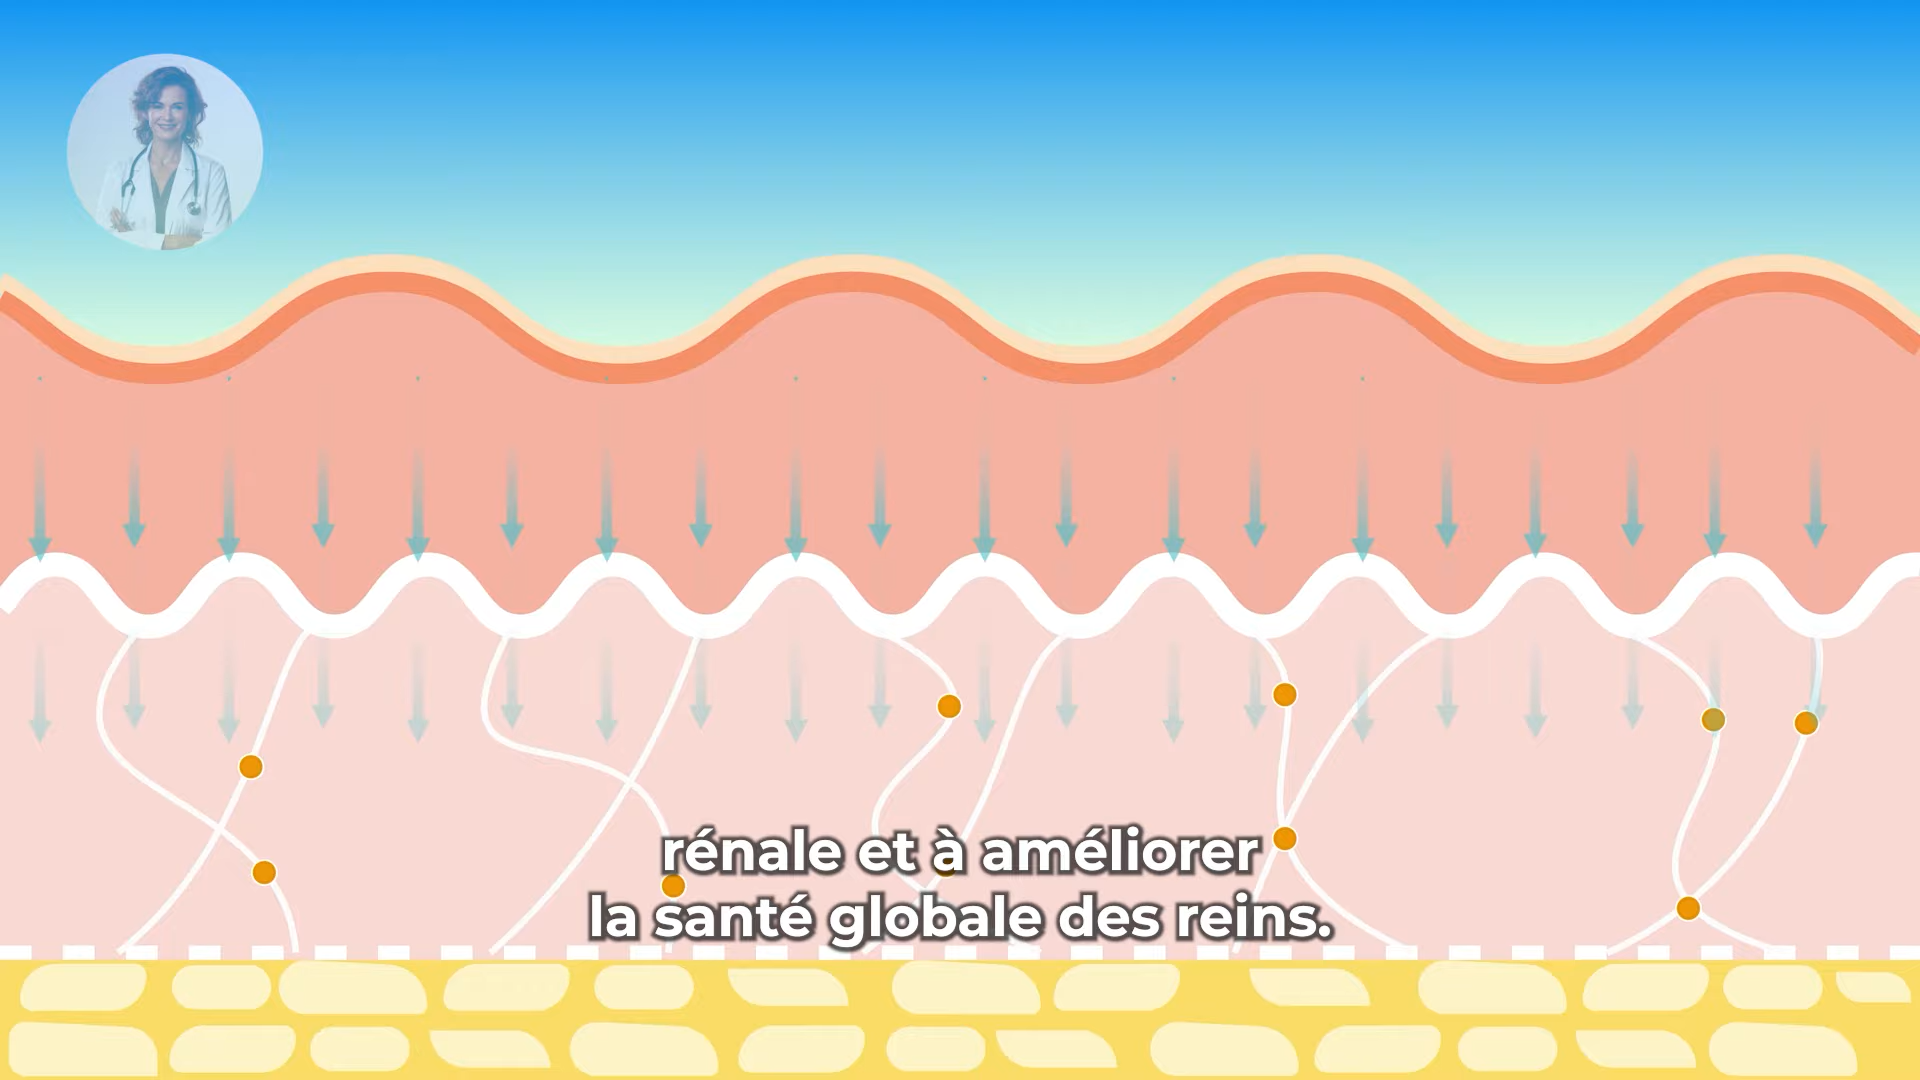 rénale et à améliorer
la santé globale des reins.